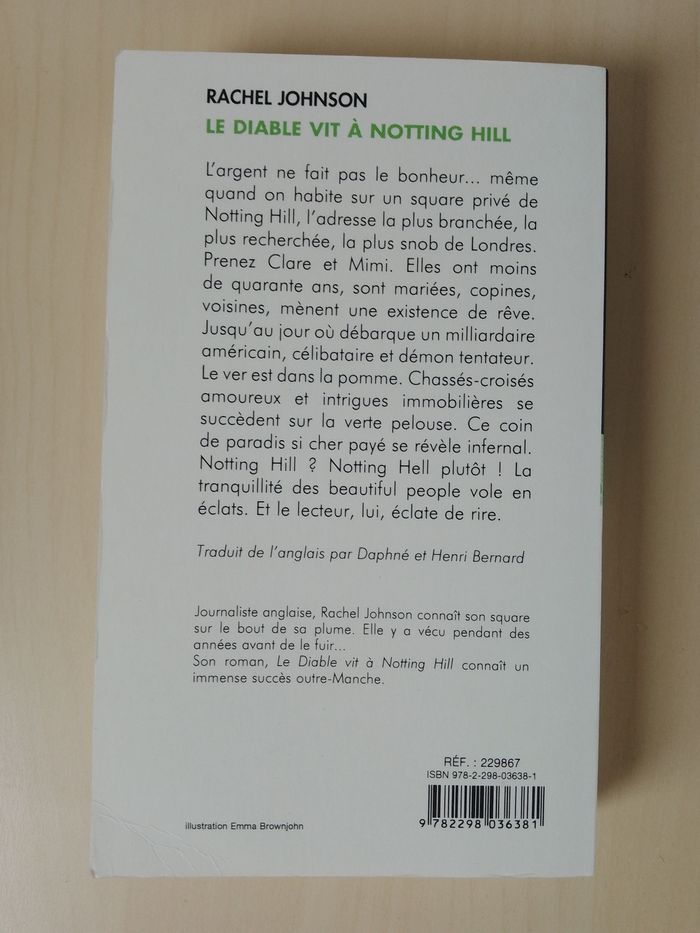 RACHEL JOHNSON
LE DIABLE VIT À NOTTING HILL
L'argent ne fait pas le bonheur... même
quand on habite sur un square privé de
Notting Hill, l'adresse la plus branchée, la
plus recherchée, la plus snob de Londres.
Prenez Clare et Mimi. Elles ont moins
de quarante ans, sont mariées, copines,
voisines, mènent une existence de rêve.
Jusqu'au jour où débarque un milliardaire
américain, célibataire et démon tentateur.
Le ver est dans la pomme. Chassés-croisés
amoureux et intrigues immobilières se
succèdent sur la verte pelouse. Ce coin
de paradis si cher payé se révèle infernal.
Notting Hill ? Notting Hell plutôt ! La
tranquillité des beautiful people vole en
éclats. Et le lecteur, lui, éclate de rire.
Traduit de l'anglais par Daphné et Henri Bernard
Journaliste anglaise, Rachel Johnson connaît son square
sur le bout de sa plume. Elle y a vécu pendant des
années avant de le fuir...
Son roman, Le Diable vit à Notting Hill connaît un
immense succès outre-Manche.
RÉF. : 229867
ISBN 978-2-298-03638-1
9 782298 036381
illustration Emma Brownjohn